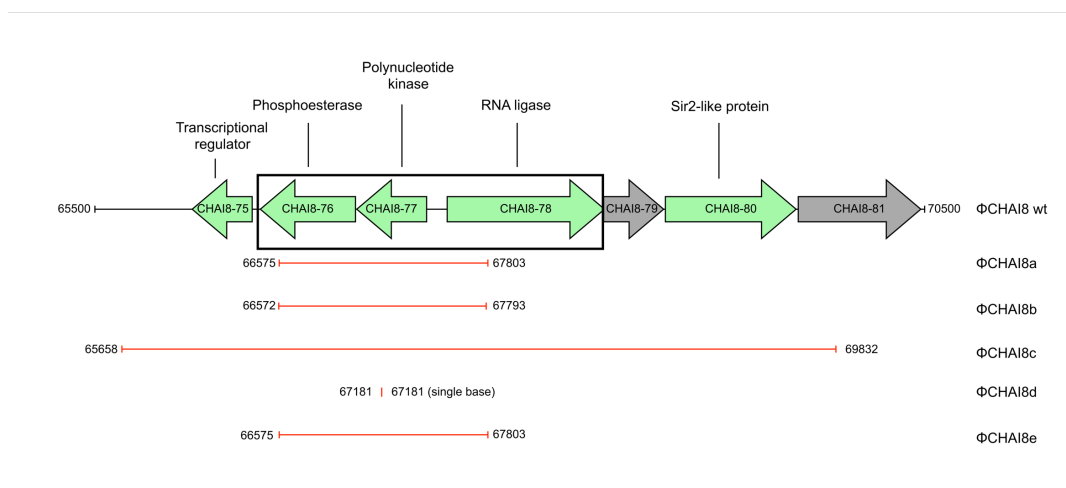 Polynucleotide
kinase
Phosphoesterase
RNA ligase
Sir2-like protein
Transcriptional
regulator
65500 CHAI8-75 CHAI8-76 CHAI8-77 CHAI8-78 CHAI8-79 CHAI8-80 CHAI8-81 70500 ΦCHAI8 wt
66575 67803 ΦCHAI8a
66572 67793 ΦCHAI8b
65658 69832 ΦCHAI8c
67181 67181 (single base) ΦCHAI8d
66575 67803 ΦCHAI8e